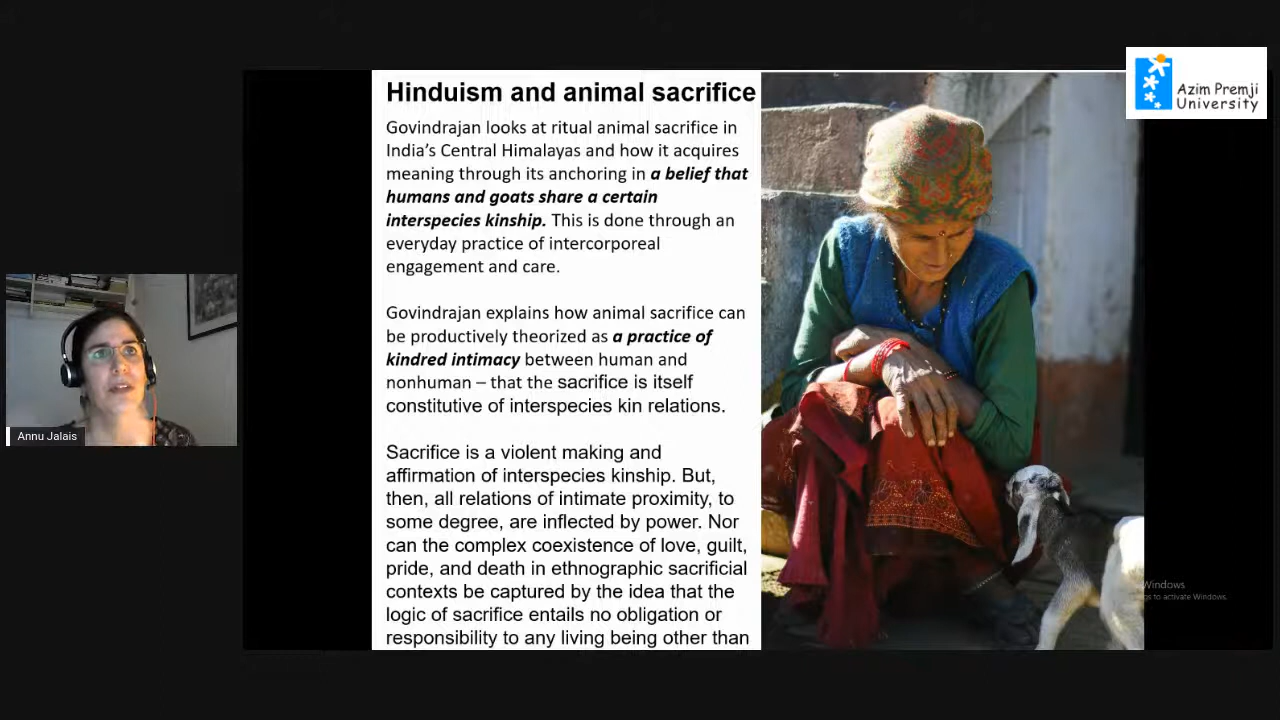 Hinduism and animal sacrifice
Govindrajan looks at ritual animal sacrifice in
India's Central Himalayas and how it acquires
meaning through its anchoring in a belief that
humans and goats share a certain
interspecies kinship. This is done through an
everyday practice of intercorporeal
engagement and care.
Govindrajan explains how animal sacrifice can
be productively theorized as a practice of
kindred intimacy between human and
nonhuman – that the sacrifice is itself
constitutive of interspecies kin relations.
Sacrifice is a violent making and
affirmation of interspecies kinship. But,
then, all relations of intimate proximity, to
some degree, are inflected by power. Nor
can the complex coexistence of love, guilt,
pride, and death in ethnographic sacrificial
contexts be captured by the idea that the
logic of sacrifice entails no obligation or
responsibility to any living being other than
Azim Premji
University
Annu Jalais
Windows
to activate Windows.